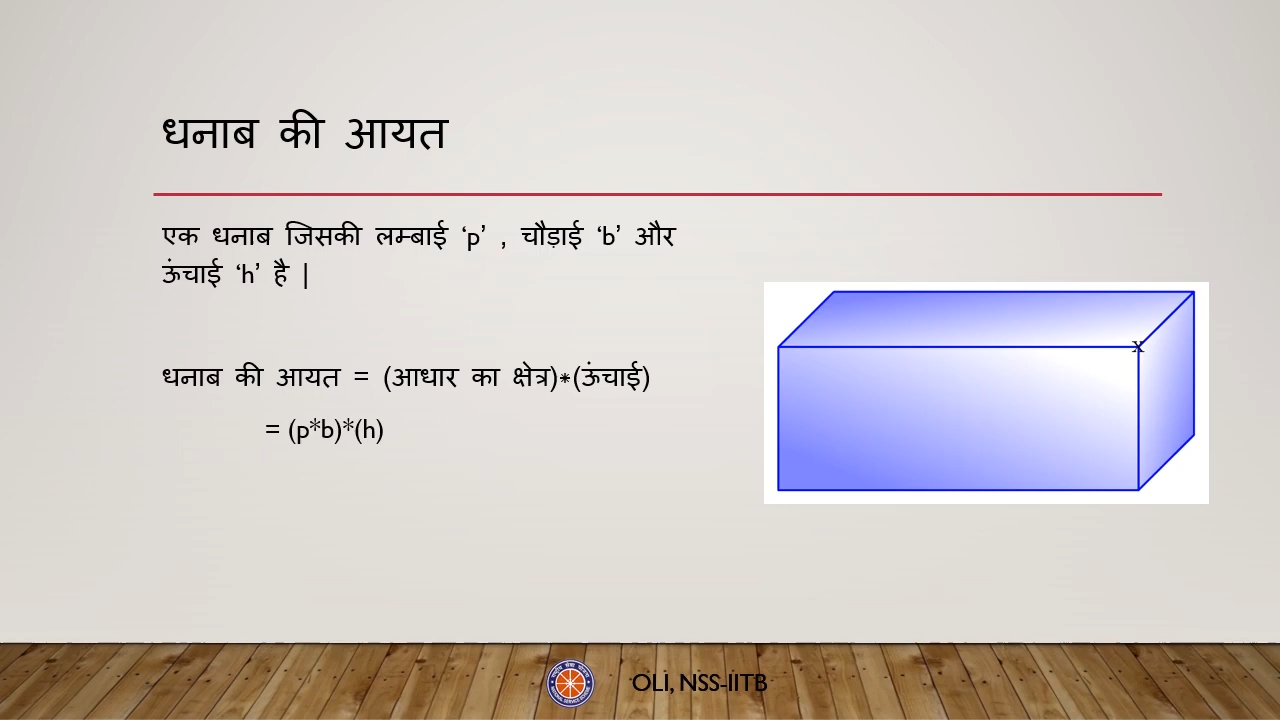 धनाब की आयत
एक धनाब जिसकी लम्बाई ‘p’ , चौड़ाई ‘b’ और
ऊंचाई ‘h’ है |
धनाब की आयत = (आधार का क्षेत्र)*(ऊंचाई)
= (p*b)*(h)
x
OLI, NSS-IITB